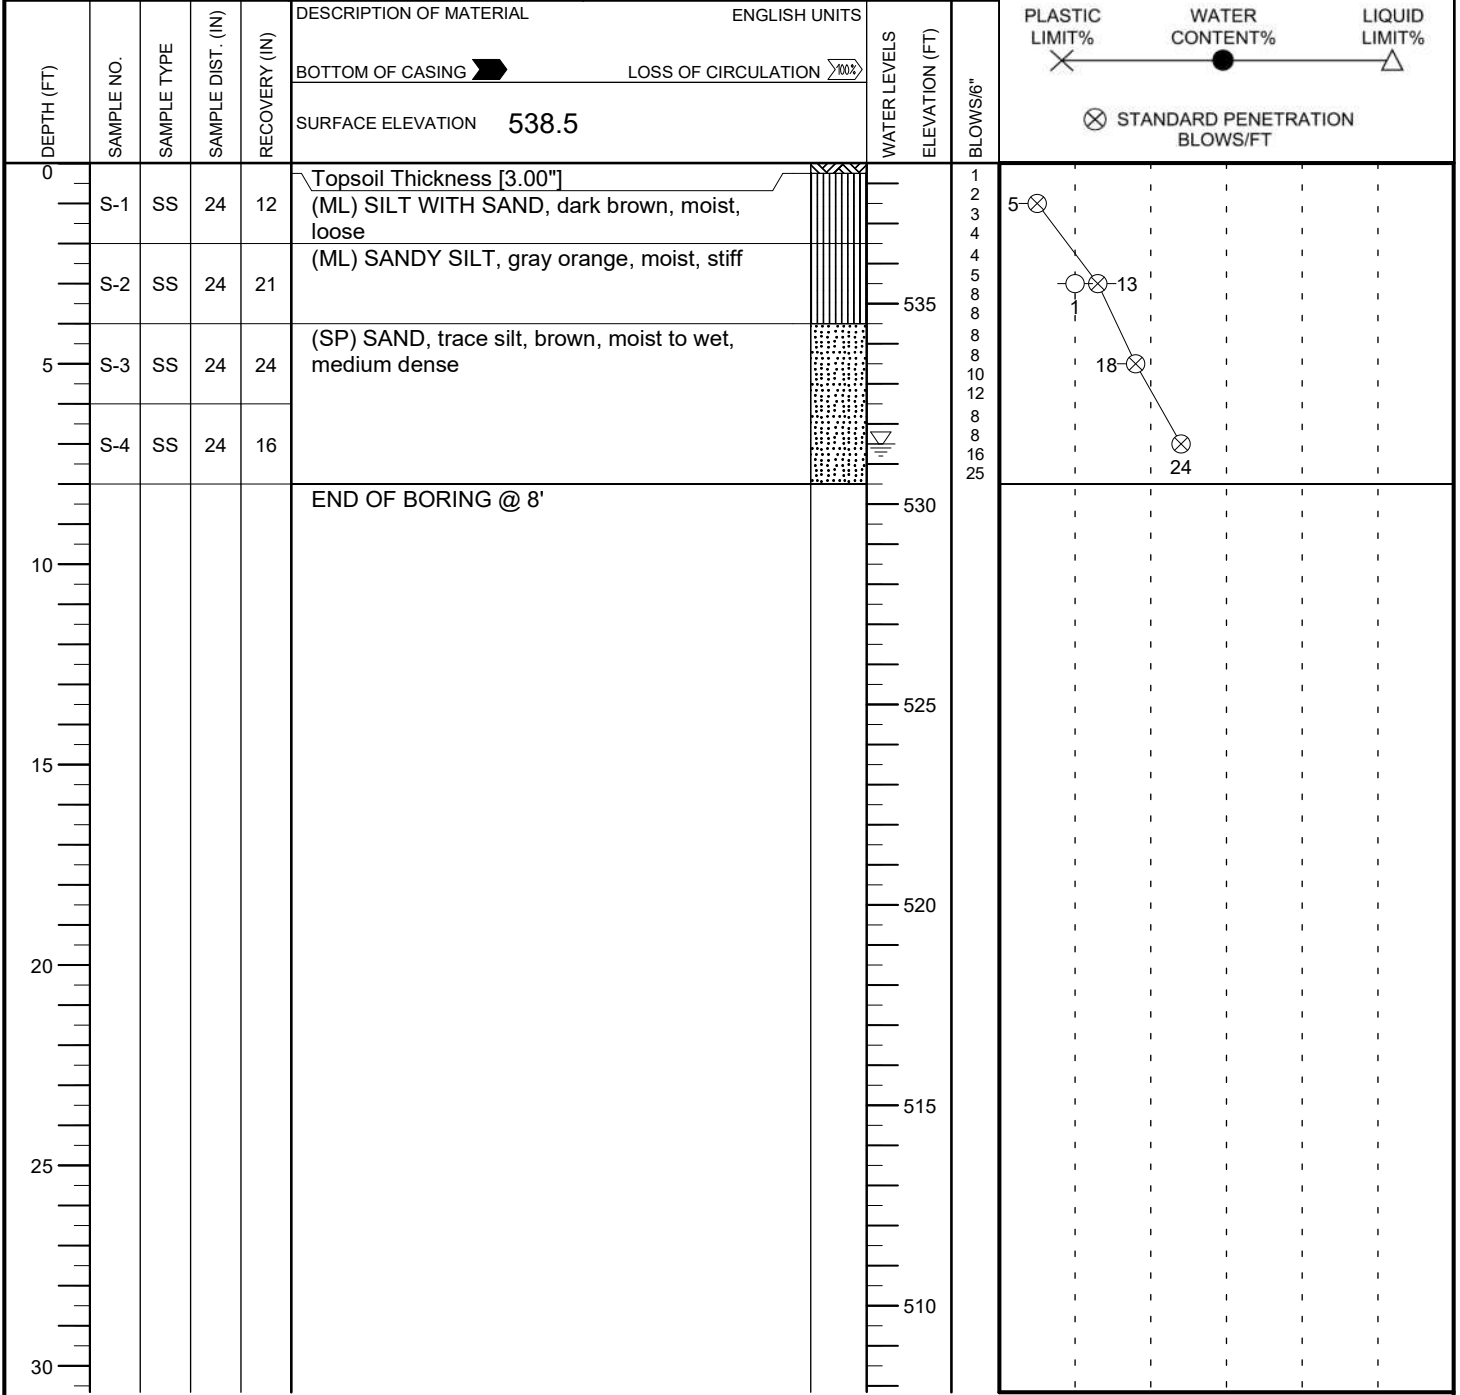 DEPTH (FT)
SAMPLE NO.
SAMPLE TYPE
SAMPLE DIST. (IN)
RECOVERY (IN)
DESCRIPTION OF MATERIAL ENGLISH UNITS
BOTTOM OF CASING LOSS OF CIRCULATION 100%
SURFACE ELEVATION 538.5
WATER LEVELS
ELEVATION (FT)
BLOWS/6"
PLASTIC LIMIT%
WATER CONTENT%
LIQUID LIMIT%
STANDARD PENETRATION
BLOWS/FT
0
Topsoil Thickness [3.00"]
S-1 SS 24 12
(ML) SILT WITH SAND, dark brown, moist,
loose
1
2
3
4
5
S-2 SS 24 21
(ML) SANDY SILT, gray orange, moist, stiff
535
4
5
8
8
13
1
5
S-3 SS 24 24
(SP) SAND, trace silt, brown, moist to wet,
medium dense
8
8
10
12
18
S-4 SS 24 16
8
8
16
25
24
END OF BORING @ 8'
530
10
525
15
520
20
515
25
510
30